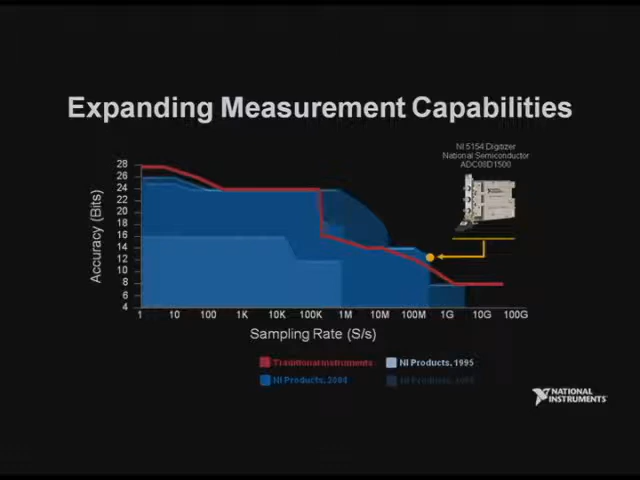 Expanding Measurement Capabilities
NI 5154 Digitizer
National Semiconductor
ADC08D1500
28
26
24
22
20
18
16
14
12
10
8
6
4
Accuracy (Bits)
1
10
100
1K
10K
100K
1M
10M
100M
1G
10G
100G
Sampling Rate (S/s)
Traditional Instruments
NI Products, 1995
NI Products, 2004
NI Products,
NATIONAL
INSTRUMENTS